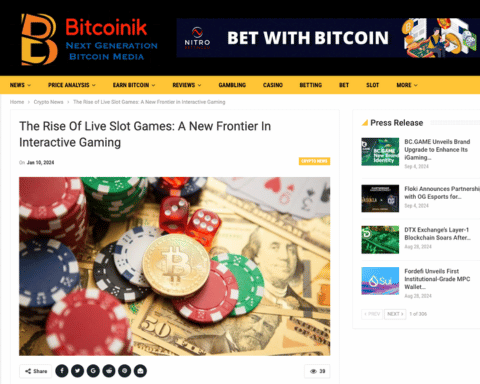 Bitcoinik
Next Generation
Bitcoin Media
NITRO
BET WITH BITCOIN
NEWS
PRICE ANALYSIS
EARN BITCOIN
REVIEWS
GAMBLING
CASINO
BETTING
BET
SLOT
MORE
Home > Crypto News > The Rise of Live Slot Games: A New Frontier in Interactive Gaming
The Rise Of Live Slot Games: A New Frontier In
Interactive Gaming
On Jan 10, 2024
CRYPTO NEWS
Share
39
Press Release
BC.GAME Unveils Brand
Upgrade to Enhance Its
iGaming...
Sep 4, 2024
Floki Announces Partnership
with OG Esports for...
Sep 4, 2024
DTX Exchange's Layer-1
Blockchain Soars After...
Aug 28, 2024
Fordefi Unveils First
Institutional-Grade MPC
Wallet...
Aug 28, 2024
PREV
NEXT
1 of 306